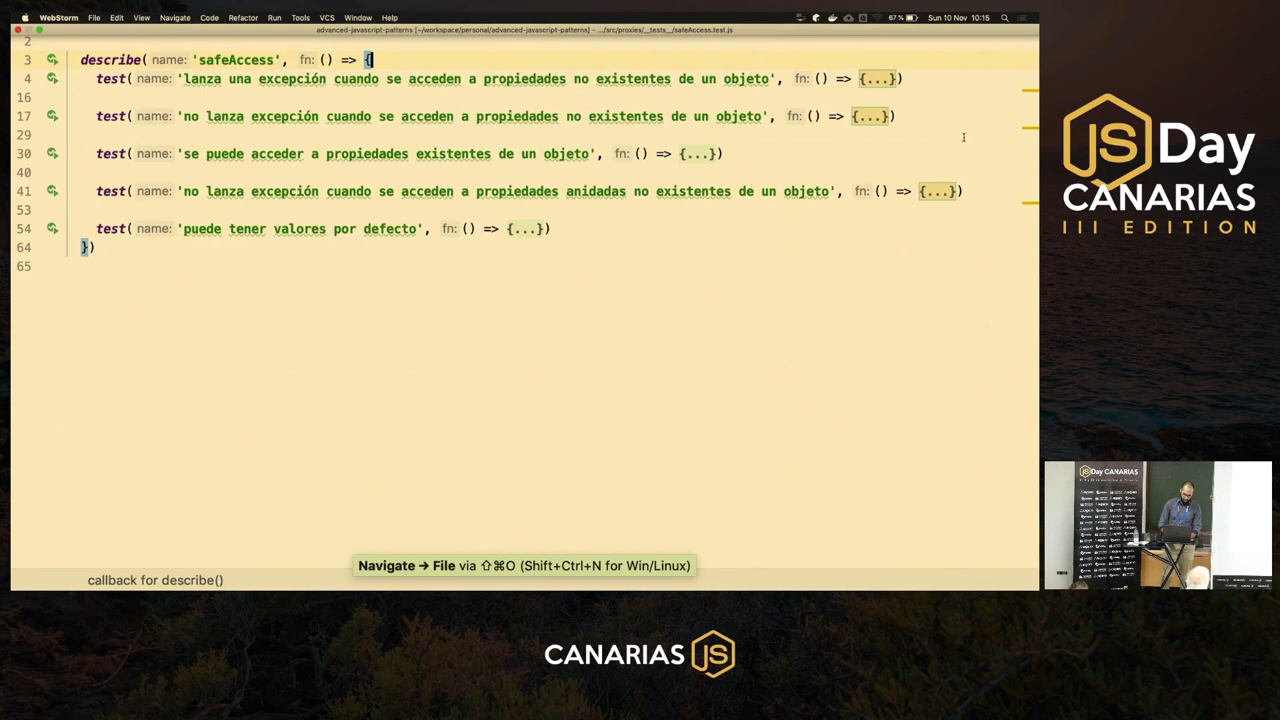 WebStorm File Edit View Navigate Code Refactor Run Tools VCS Window Help 67 % Sun 10 Nov 10:15
advanced-javascript-patterns [~/workspace/personal/advanced-javascript-patterns] - .../src/proxies/__tests__/safeAccess.test.js
2
3 describe( name: 'safeAccess', fn: () => {
4 test( name: 'lanza una excepción cuando se acceden a propiedades no existentes de un objeto', fn: () => {...})
16
17 test( name: 'no lanza excepción cuando se acceden a propiedades no existentes de un objeto', fn: () => {...})
29
30 test( name: 'se puede acceder a propiedades existentes de un objeto', fn: () => {...})
40
41 test( name: 'no lanza excepción cuando se acceden a propiedades anidadas no existentes de un objeto', fn: () => {...})
53
54 test( name: 'puede tener valores por defecto', fn: () => {...})
64 })
65
Navigate → File via ⇧⌘O (Shift+Ctrl+N for Win/Linux)
callback for describe()
JS Day
CANARIAS
III EDITION
JSDay CANARIAS
CANARIAS JS